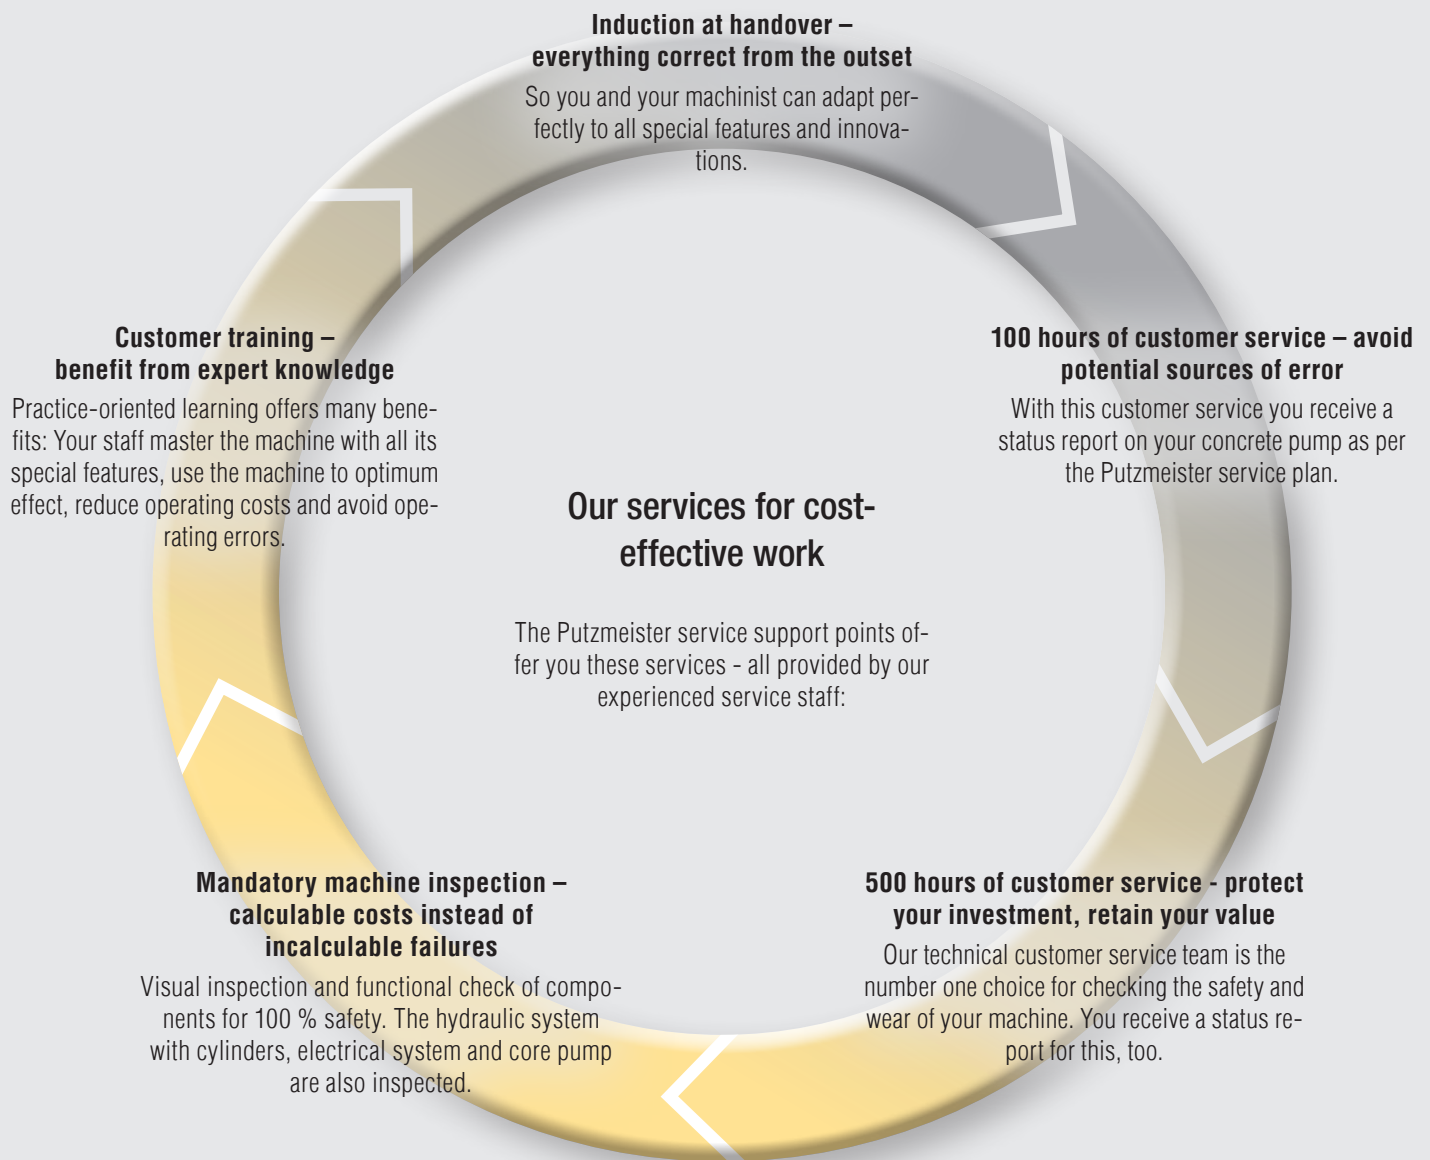 Induction at handover –
everything correct from the outset
So you and your machinist can adapt per-
fectly to all special features and innova-
tions.
Customer training –
benefit from expert knowledge
Practice-oriented learning offers many bene-
fits: Your staff master the machine with all its
special features, use the machine to optimum
effect, reduce operating costs and avoid ope-
rating errors.
100 hours of customer service – avoid
potential sources of error
With this customer service you receive a
status report on your concrete pump as per
the Putzmeister service plan.
Our services for cost-
effective work
The Putzmeister service support points of-
fer you these services - all provided by our
experienced service staff:
Mandatory machine inspection –
calculable costs instead of
incalculable failures
Visual inspection and functional check of compo-
nents for 100 % safety. The hydraulic system
with cylinders, electrical system and core pump
are also inspected.
500 hours of customer service - protect
your investment, retain your value
Our technical customer service team is the
number one choice for checking the safety and
wear of your machine. You receive a status re-
port for this, too.